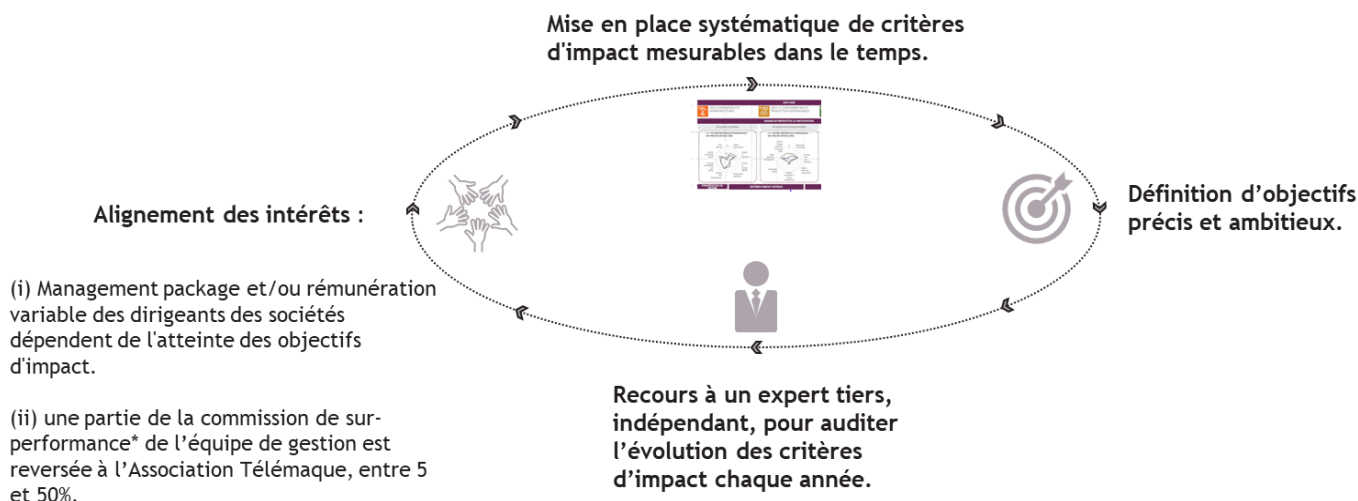 Mise en place systématique de critères
d'impact mesurables dans le temps.
Définition d’objectifs
précis et ambitieux.
Alignement des intérêts :
(i) Management package et/ou rémunération
variable des dirigeants des sociétés
dépendent de l'atteinte des objectifs
d'impact.
(ii) une partie de la commission de sur-
performance* de l’équipe de gestion est
reversée à l’Association Télémaque, entre 5
et 50%.
Recours à un expert tiers,
indépendant, pour auditer
l’évolution des critères
d’impact chaque année.